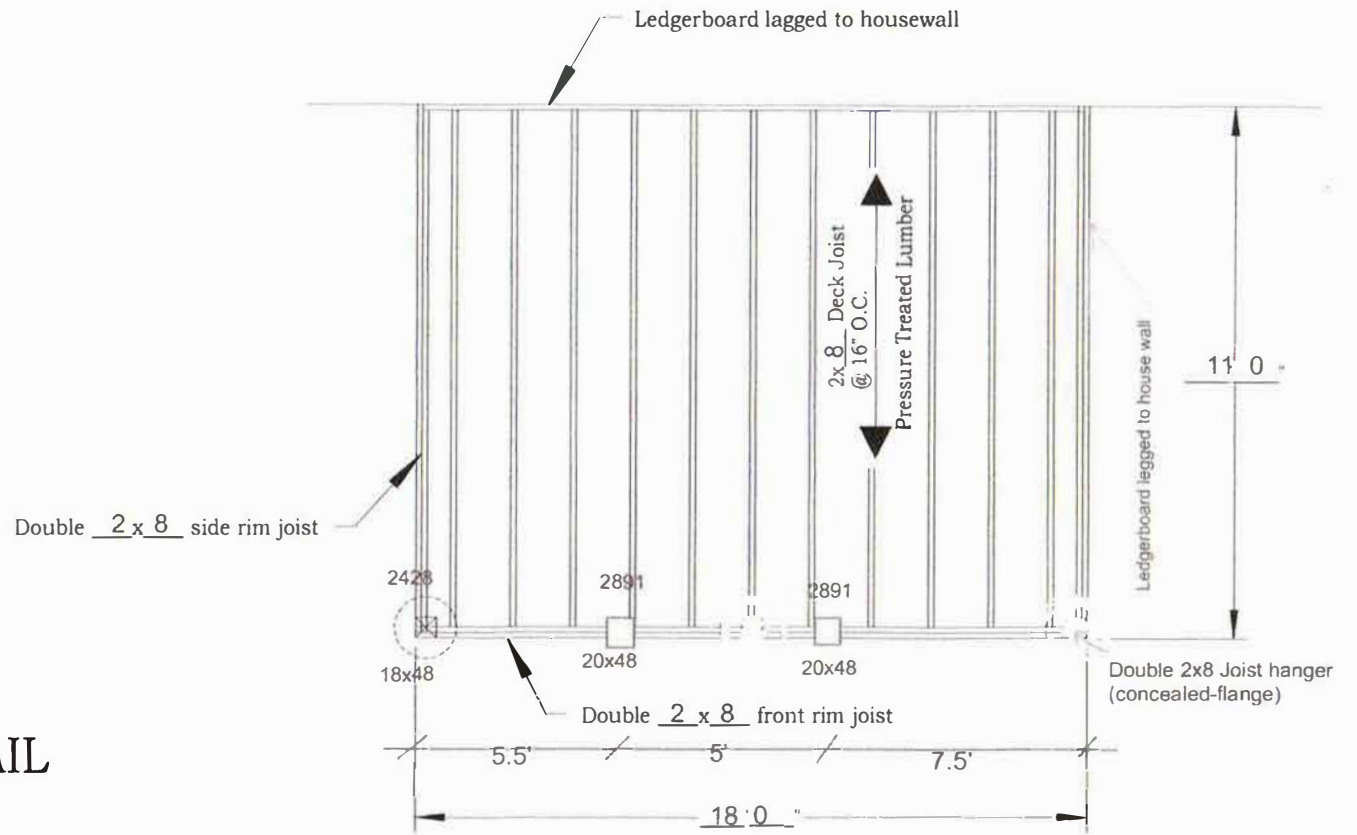 Ledgerboard lagged to housewall
2x 8 Deck Joist
@ 16" O.C.
Pressure Treated Lumber
Ledgerboard legged to house wall
11' 0 "
Double 2 x 8 side rim joist
2428
2891
2891
18x48
20x48
20x48
Double 2x8 Joist hanger
(concealed-flange)
Double 2 x 8 front rim joist
AIL
5.5'
5'
7.5'
18 ' 0 "